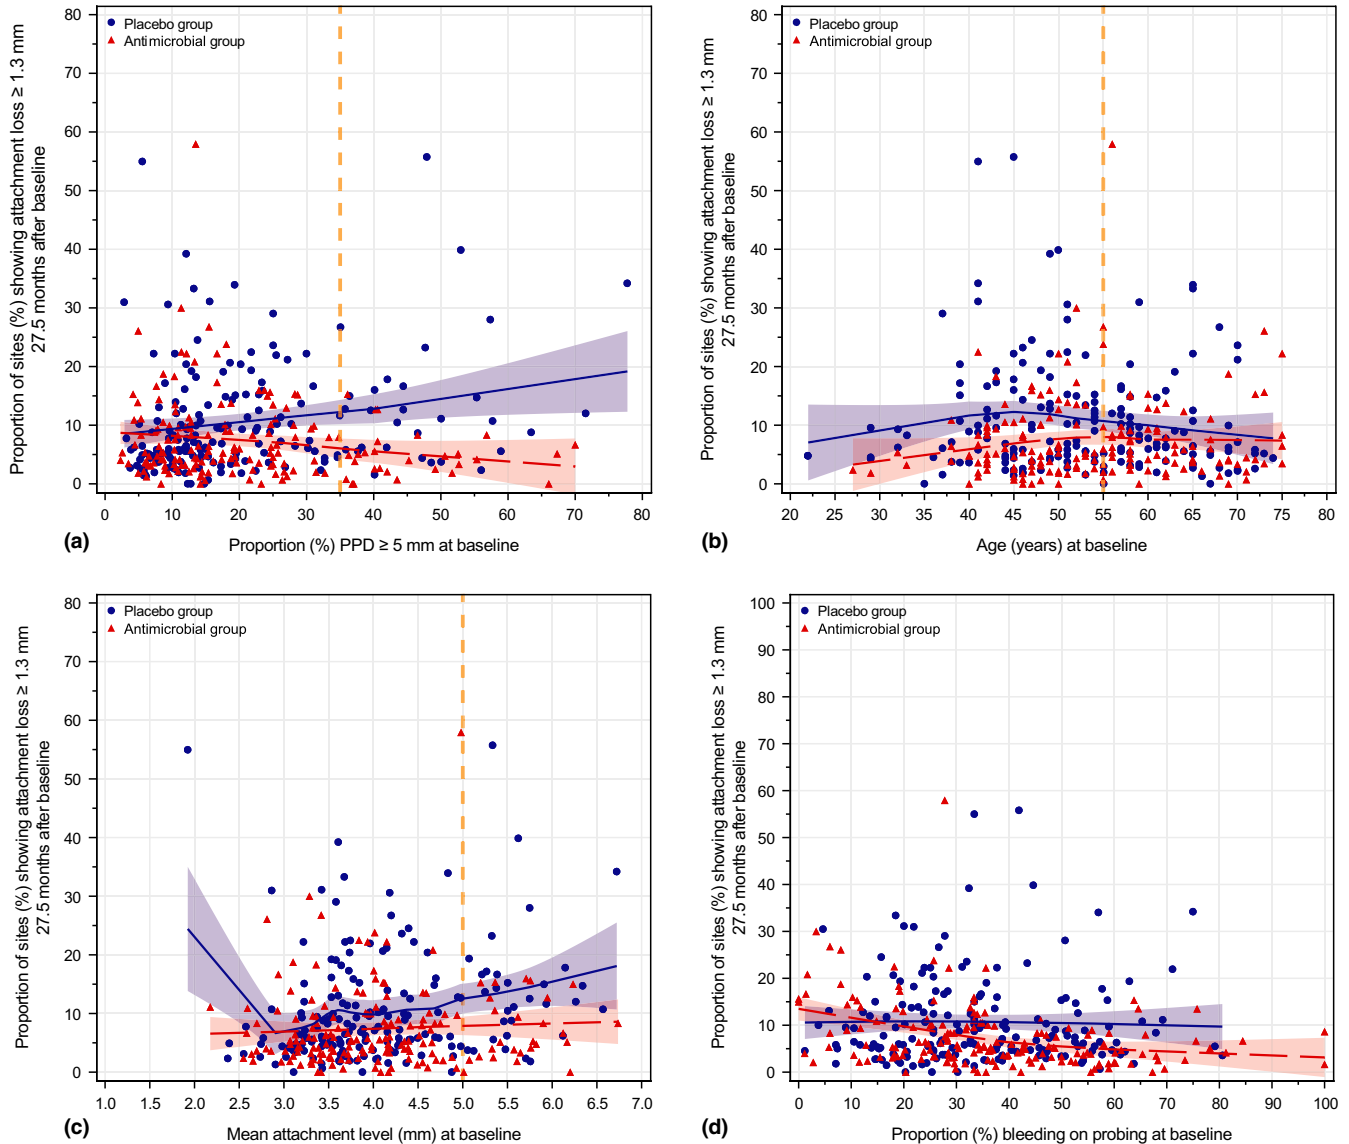 Placebo group
Antimicrobial group
Proportion of sites (%) showing attachment loss ≥ 1.3 mm
27.5 months after baseline
80
70
60
50
40
30
20
10
0
0 10 20 30 40 50 60 70 80
(a)
Proportion (%) PPD ≥ 5 mm at baseline
Placebo group
Antimicrobial group
Proportion of sites (%) showing attachment loss ≥ 1.3 mm
27.5 months after baseline
80
70
60
50
40
30
20
10
0
20 25 30 35 40 45 50 55 60 65 70 75 80
(b)
Age (years) at baseline
Placebo group
Antimicrobial group
Proportion of sites (%) showing attachment loss ≥ 1.3 mm
27.5 months after baseline
80
70
60
50
40
30
20
10
0
1.0 1.5 2.0 2.5 3.0 3.5 4.0 4.5 5.0 5.5 6.0 6.5 7.0
(c)
Mean attachment level (mm) at baseline
Placebo group
Antimicrobial group
Proportion of sites (%) showing attachment loss ≥ 1.3 mm
27.5 months after baseline
100
90
80
70
60
50
40
30
20
10
0
0 10 20 30 40 50 60 70 80 90 100
(d)
Proportion (%) bleeding on probing at baseline